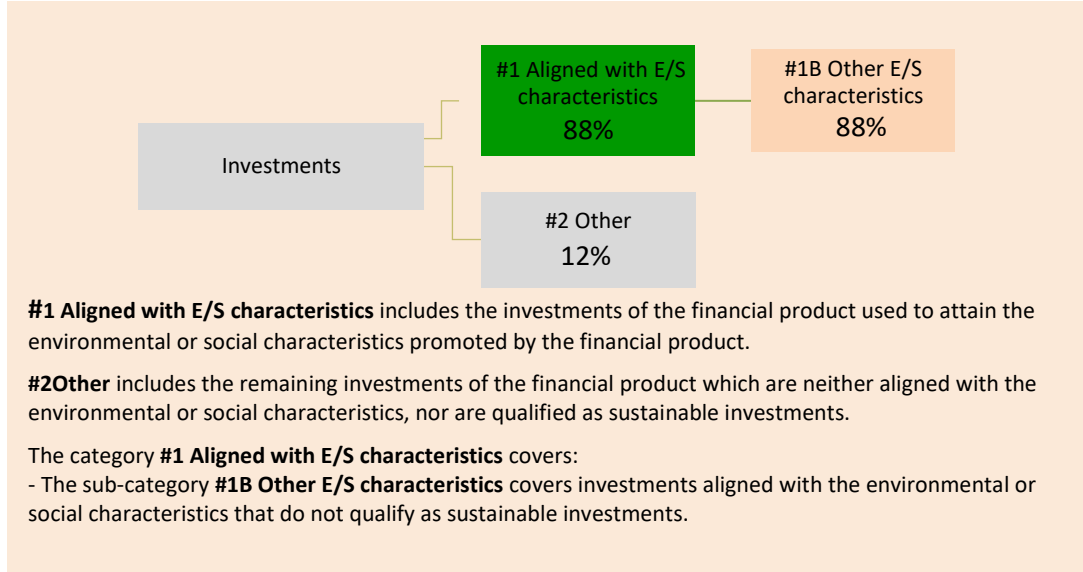 #1 Aligned with E/S
characteristics
88%
#1B Other E/S
characteristics
88%
Investments
#2 Other
12%
#1 Aligned with E/S characteristics includes the investments of the financial product used to attain the
environmental or social characteristics promoted by the financial product.
#2Other includes the remaining investments of the financial product which are neither aligned with the
environmental or social characteristics, nor are qualified as sustainable investments.
The category #1 Aligned with E/S characteristics covers:
- The sub-category #1B Other E/S characteristics covers investments aligned with the environmental or
social characteristics that do not qualify as sustainable investments.